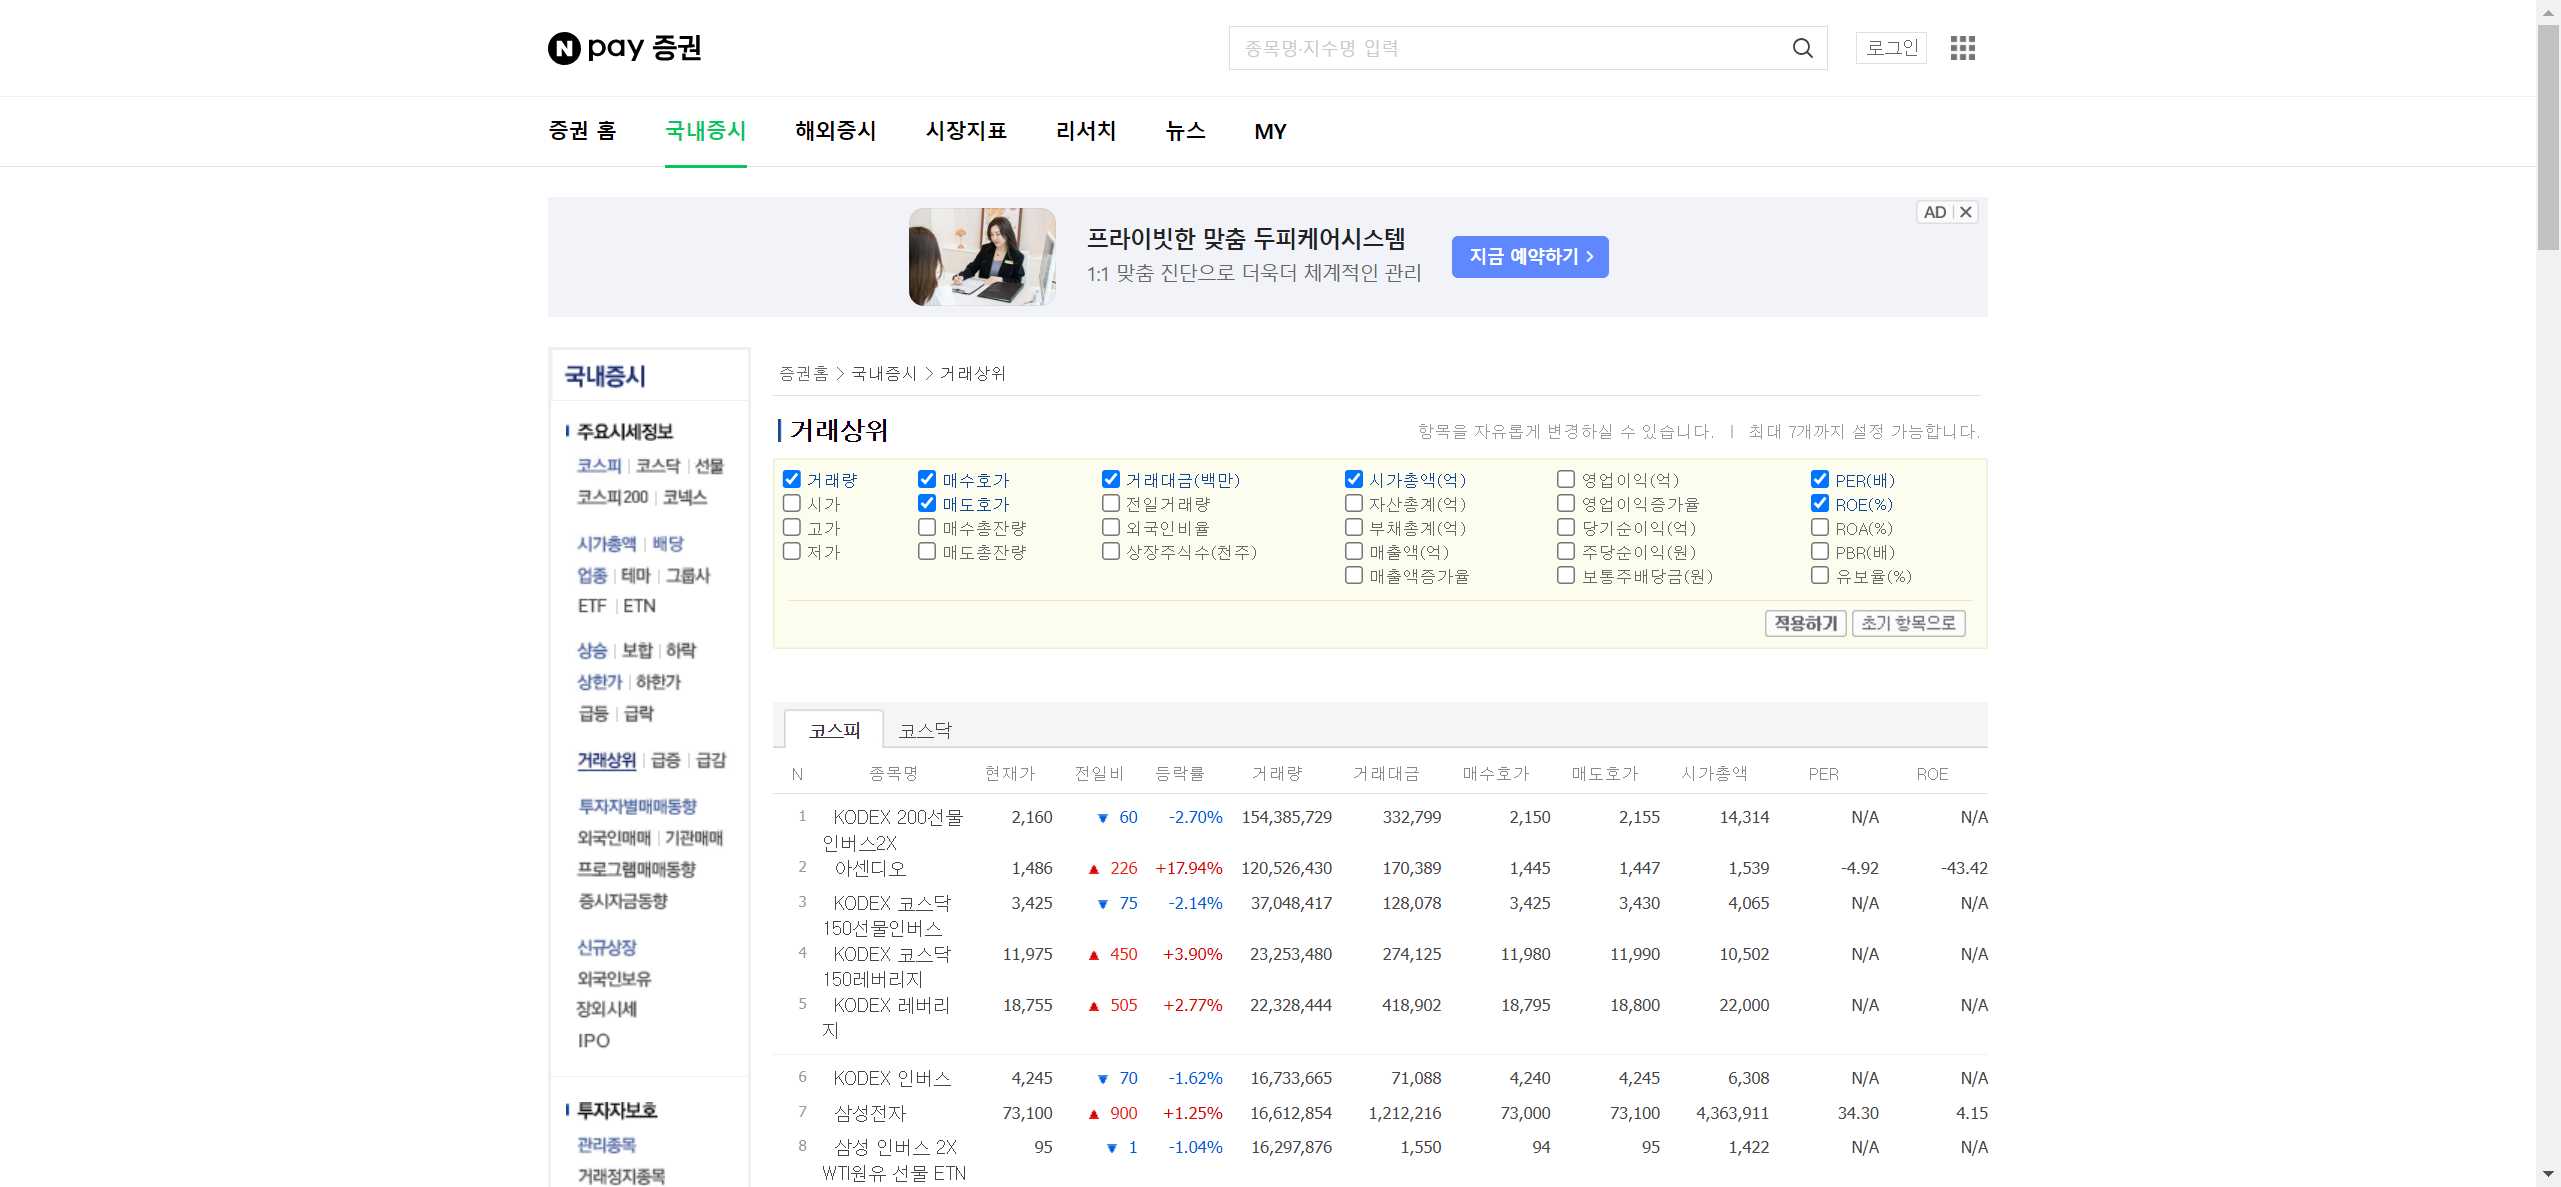 N pay 증권
종목명·지수명 입력
로그인
증권 홈 국내증시 해외증시 시장지표 리서치 뉴스 MY
프라이빗한 맞춤 두피케어시스템
1:1 맞춤 진단으로 더욱더 체계적인 관리
지금 예약하기 >
AD X
국내증시
주요시세정보
코스피 코스닥 선물
코스피200 코넥스
시가총액 배당
업종 테마 그룹사
ETF ETN
상승 보합 하락
상한가 하한가
급등 급락
거래상위 급증 급감
투자자별매매동향
외국인매매 기관매매
프로그램매매동향
증시자금동향
신규상장
외국인보유
장외시세
IPO
투자자보호
관리종목
거래정지종목
증권홈 > 국내증시 > 거래상위
거래상위
항목을 자유롭게 변경하실 수 있습니다. | 최대 7개까지 설정 가능합니다.
거래량 매수호가 거래대금(백만) 시가총액(억) 영업이익(억) PER(배)
시가 매도호가 전일거래량 자산총계(억) 영업이익증가율 ROE(%)
고가 매수총잔량 외국인비율 부채총계(억) 당기순이익(억) ROA(%)
저가 매도총잔량 상장주식수(천주) 매출액(억) 주당순이익(원) PBR(배)
매출액증가율 보통주배당금(원) 유보율(%)
적용하기 초기 항목으로
코스피 코스닥
N 종목명 현재가 전일비 등락률 거래량 거래대금 매수호가 매도호가 시가총액 PER ROE
1 KODEX 200선물 2,160 ▼ 60 -2.70% 154,385,729 332,799 2,150 2,155 14,314 N/A N/A
인버스2X
2 아센디오 1,486 ▲ 226 +17.94% 120,526,430 170,389 1,445 1,447 1,539 -4.92 -43.42
3 KODEX 코스닥 3,425 ▼ 75 -2.14% 37,048,417 128,078 3,425 3,430 4,065 N/A N/A
150선물인버스
4 KODEX 코스닥 11,975 ▲ 450 +3.90% 23,253,480 274,125 11,980 11,990 10,502 N/A N/A
150레버리지
5 KODEX 레버리 18,755 ▲ 505 +2.77% 22,328,444 418,902 18,795 18,800 22,000 N/A N/A
지
6 KODEX 인버스 4,245 ▼ 70 -1.62% 16,733,665 71,088 4,240 4,245 6,308 N/A N/A
7 삼성전자 73,100 ▲ 900 +1.25% 16,612,854 1,212,216 73,000 73,100 4,363,911 34.30 4.15
8 삼성 인버스 2X 95 ▼ 1 -1.04% 16,297,876 1,550 94 95 1,422 N/A N/A
WTI원유 선물 ETN